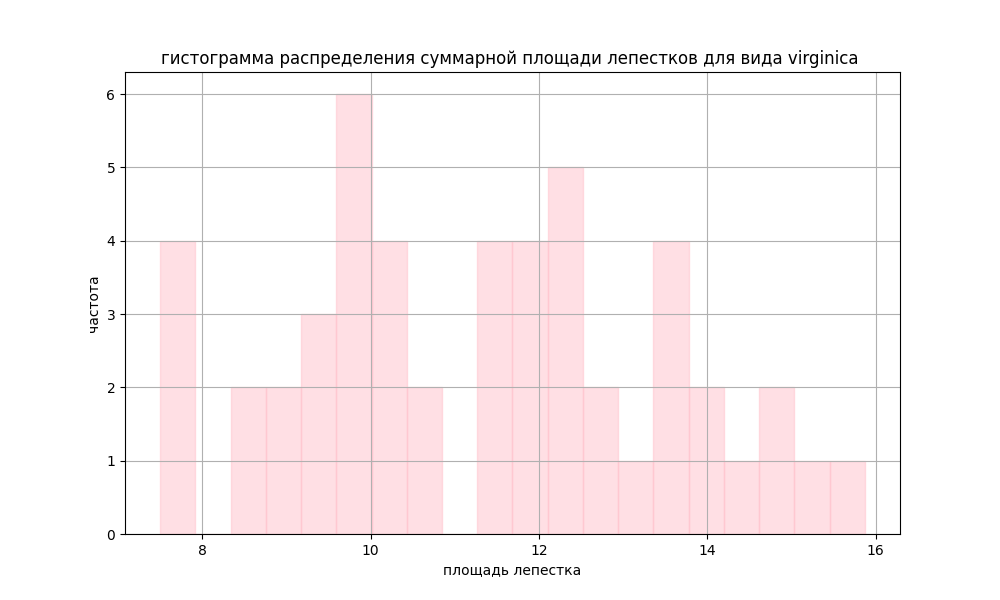 гистограмма распределения суммарной площади лепестков для вида virginica
6
5
4
3
2
1
0
частота
8 10 12 14 16
площадь лепестка